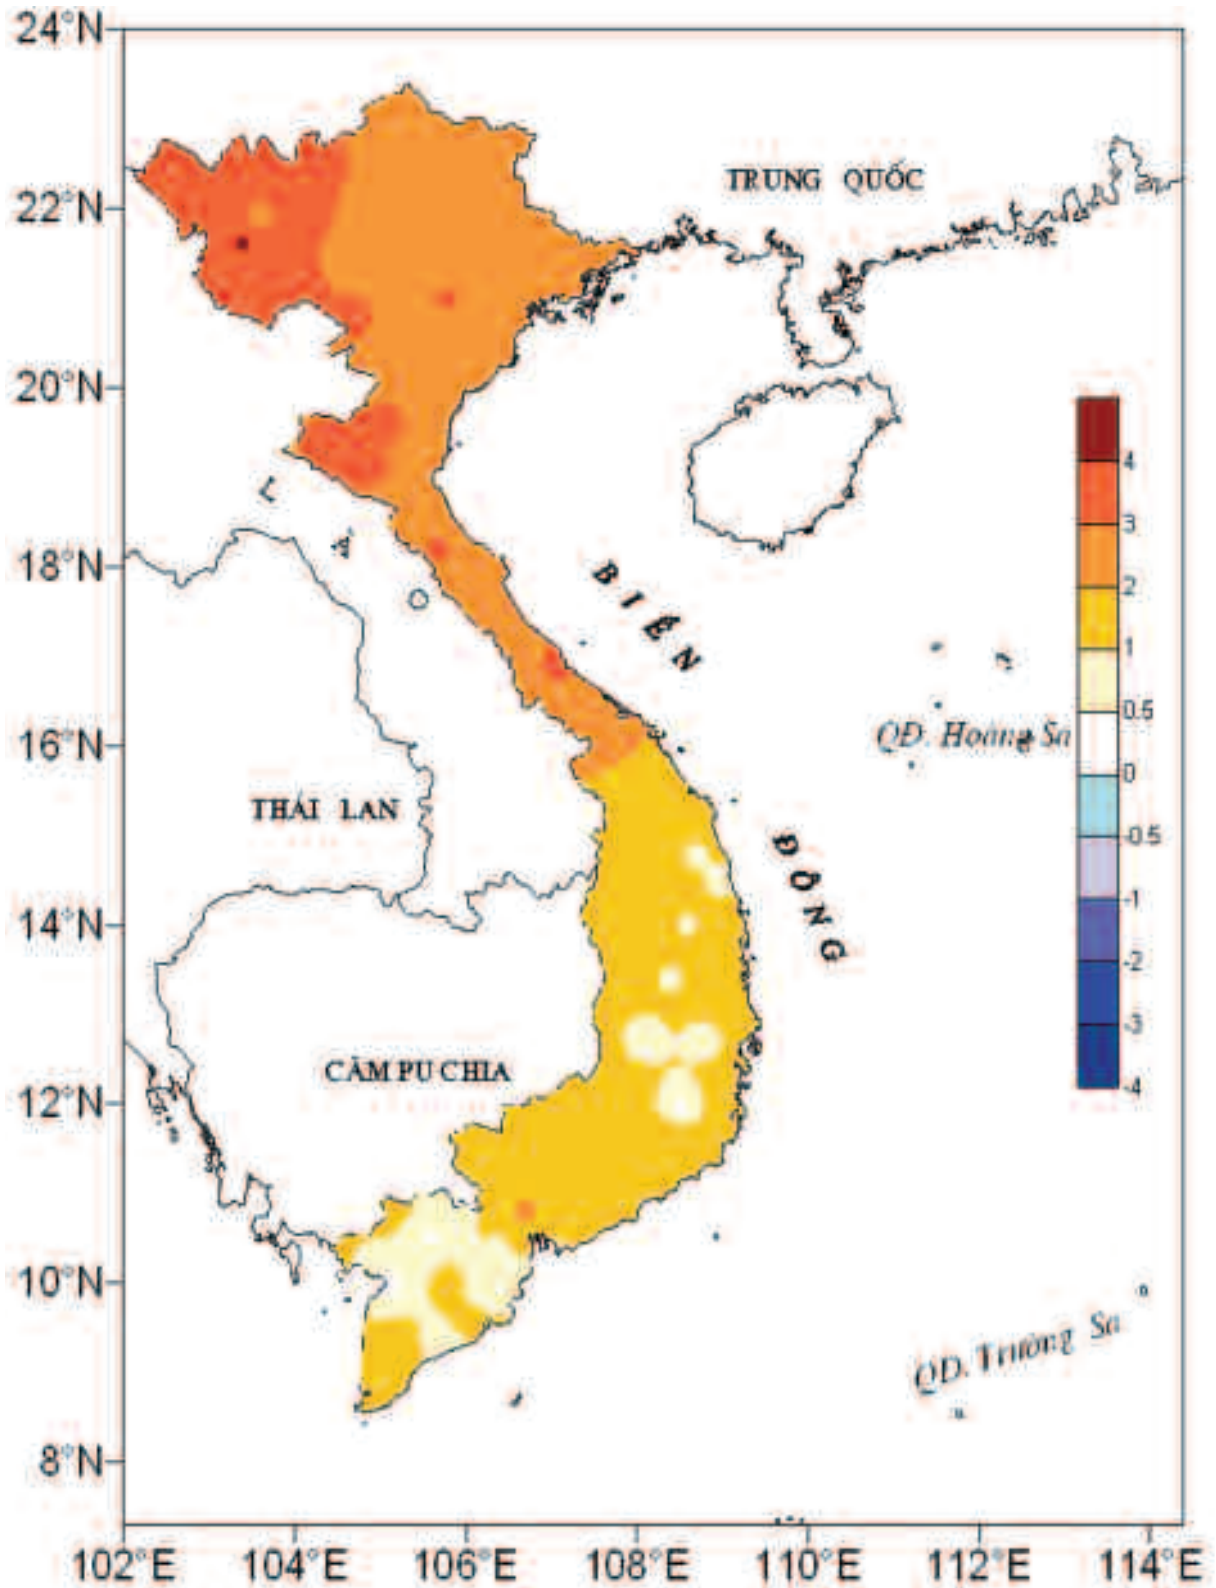 24°N
TRUNG QUỐC
22°N
20°N
4
L
3
À
18°N
BIỂN
2
O
1
0.5
16°N
QĐ. Hoàng Sa
0
THÁI LAN
-0.5
ĐÔNG
-1
14°N
-2
-3
CĂM PU CHIA
12°N
-4
10°N
QĐ. Trường Sa
8°N
102°E 104°E 106°E 108°E 110°E 112°E 114°E